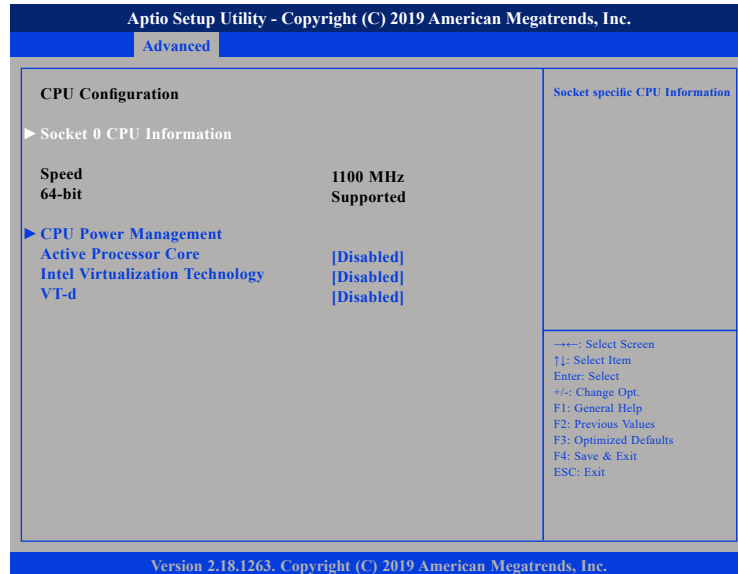 Aptio Setup Utility - Copyright (C) 2019 American Megatrends, Inc.
Advanced
CPU Configuration
▶ Socket 0 CPU Information
Speed 1100 MHz
64-bit Supported
▶ CPU Power Management
Active Processor Core [Disabled]
Intel Virtualization Technology [Disabled]
VT-d [Disabled]
Socket specific CPU Information
→←: Select Screen
↑↓: Select Item
Enter: Select
+/-: Change Opt.
F1: General Help
F2: Previous Values
F3: Optimized Defaults
F4: Save & Exit
ESC: Exit
Version 2.18.1263. Copyright (C) 2019 American Megatrends, Inc.